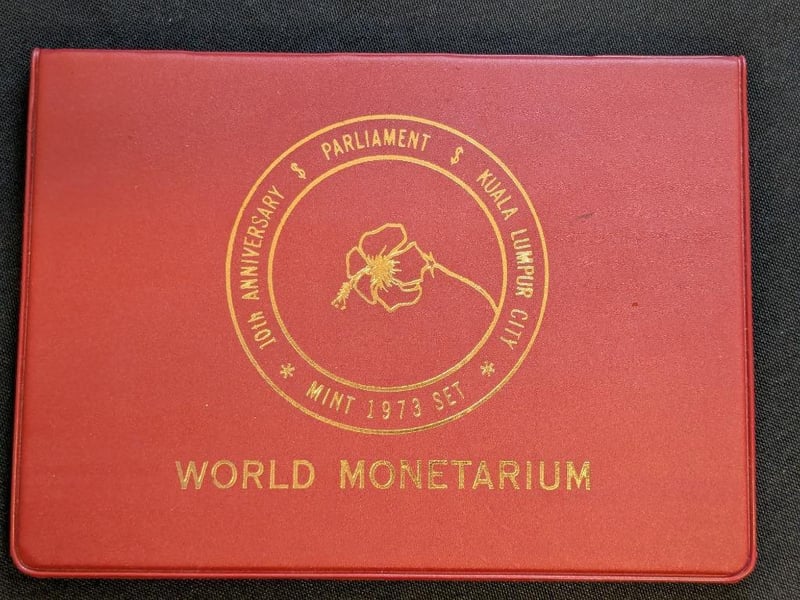 10th ANNIVERSARY $ PARLIAMENT $ KUALA LUMPUR CITY
* MINT 1973 SET *
WORLD MONETARIUM